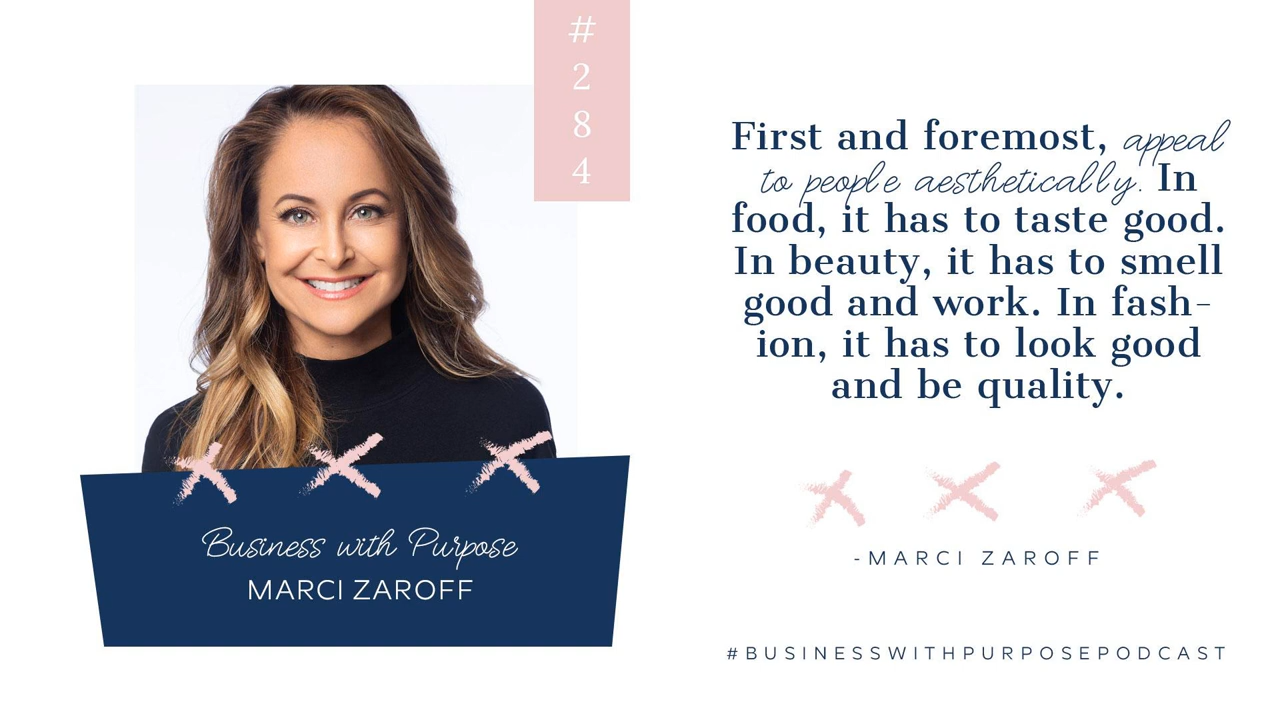 #
2
8
4
Business with Purpose
MARCI ZAROFF
First and foremost, appeal
to people aesthetically. In
food, it has to taste good.
In beauty, it has to smell
good and work. In fash-
ion, it has to look good
and be quality.
-MARCI ZAROFF
#BUSINESSWITHPURPOSEPODCAST